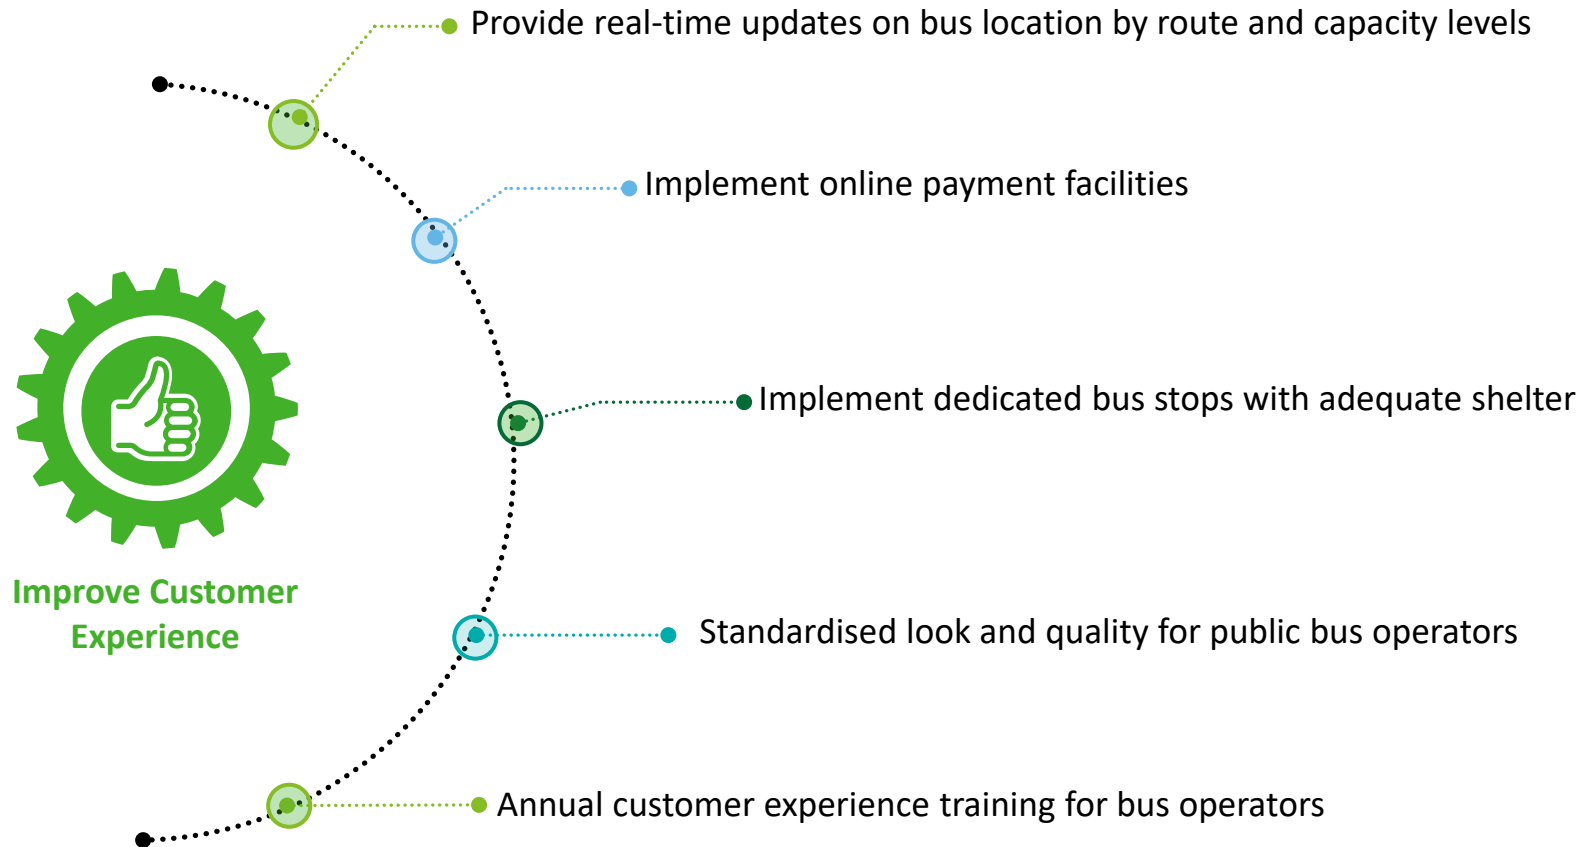 Provide real-time updates on bus location by route and capacity levels
Implement online payment facilities
Implement dedicated bus stops with adequate shelter
Improve Customer
Experience
Standardised look and quality for public bus operators
Annual customer experience training for bus operators